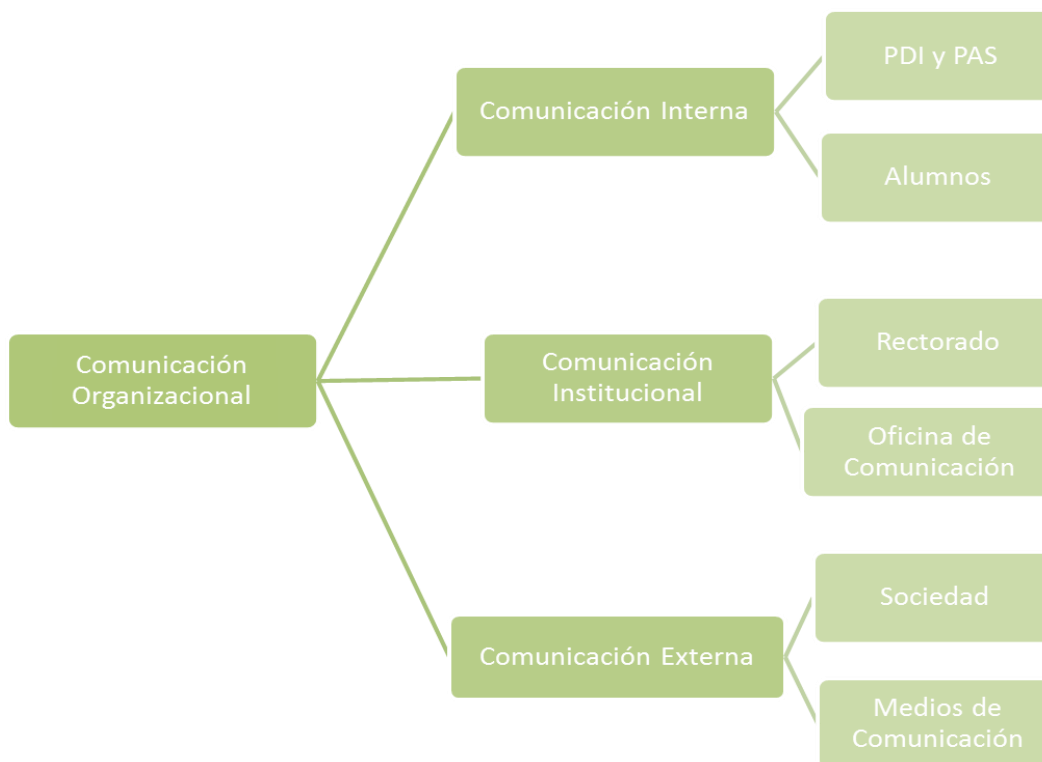 Comunicación
Organizacional
Comunicación Interna
PDI y PAS
Alumnos
Comunicación
Institucional
Rectorado
Oficina de
Comunicación
Comunicación Externa
Sociedad
Medios de
Comunicación